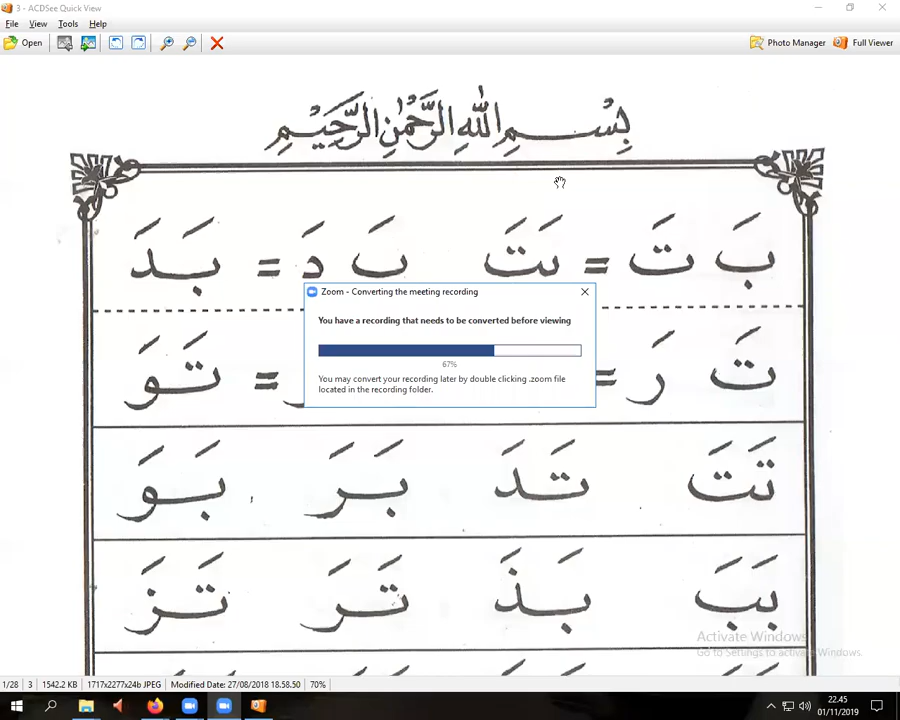 3 - ACDSee Quick View
File View Tools Help
Open Photo Manager Full Viewer
بِسْمِ اللهِ الرَّحْمٰنِ الرَّحِيْمِ
بَ تَ = بَتَ بَ دَ = بَدَ
Zoom - Converting the meeting recording
You have a recording that needs to be converted before viewing
67%
You may convert your recording later by double clicking .zoom file
located in the recording folder.
تَ رَ = = تَوَ
تَتَ تَدَ بَرَ بَوَ
بَبَ بَذَ تَرَ تَزَ
Activate Windows
Go to Settings to activate Windows.
1/28 3 1542.2 KB 1717x2277x24b JPEG Modified Date: 27/08/2018 18.58.50 70%
22.45
01/11/2019